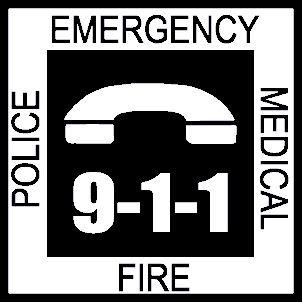 EMERGENCY
POLICE
MEDICAL
9-1-1
FIRE